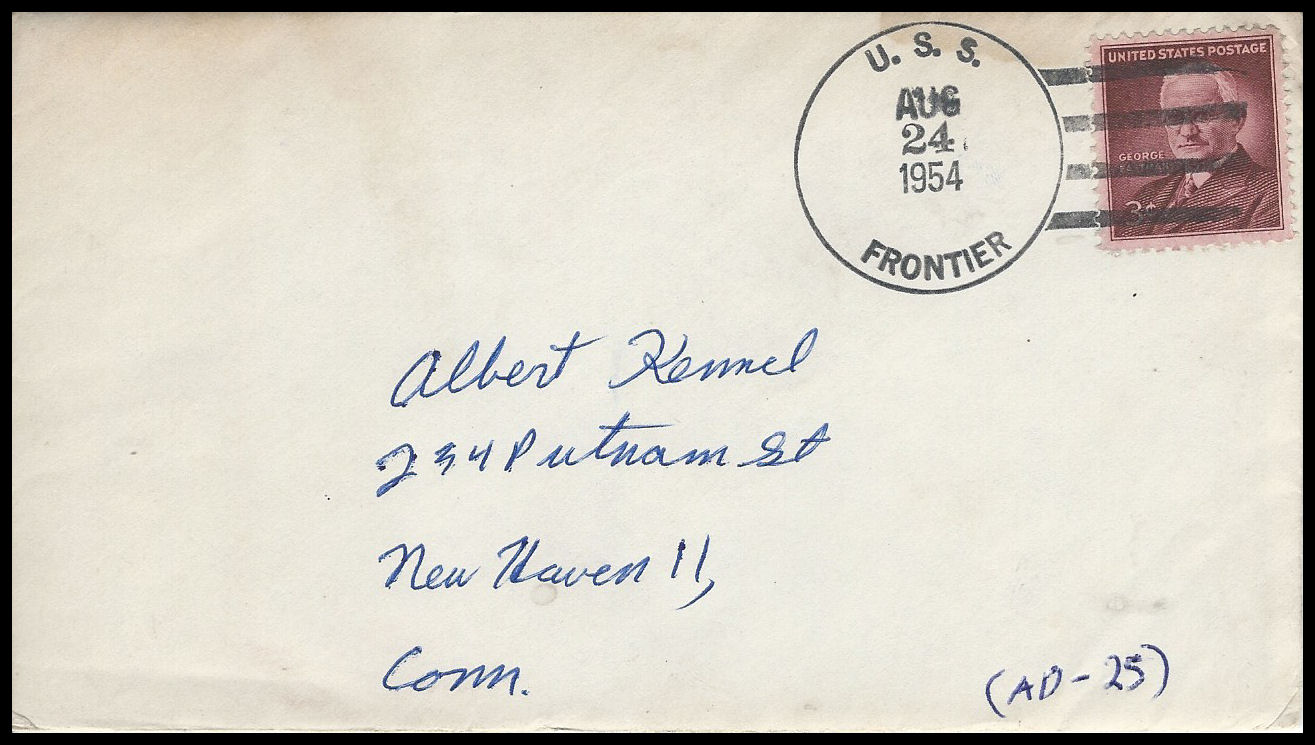 U. S. S.
AUG
24
1954
FRONTIER
UNITED STATES POSTAGE
GEORGE
3¢
Albert Kennel
234 Putnam St
New Haven 11,
Conn.
(AD-25)